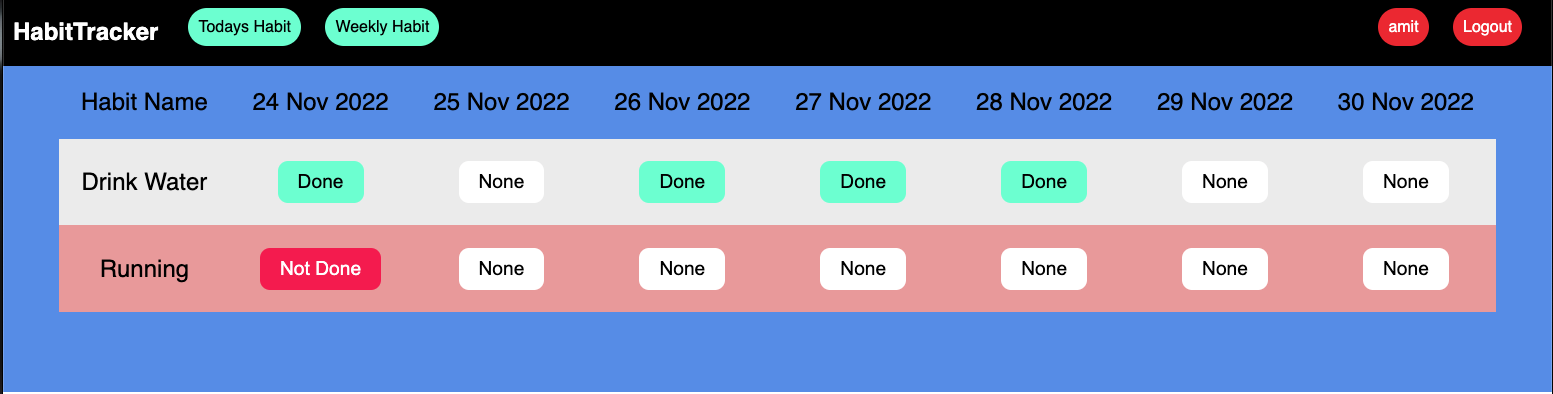 HabitTracker Todays Habit Weekly Habit amit Logout
Habit Name 24 Nov 2022 25 Nov 2022 26 Nov 2022 27 Nov 2022 28 Nov 2022 29 Nov 2022 30 Nov 2022
Drink Water Done None Done Done Done None None
Running Not Done None None None None None None